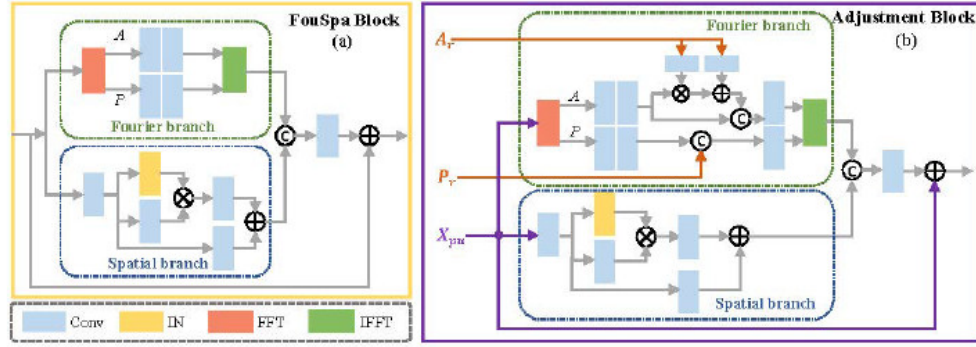 FouSpa Block
(a)
A
P
Fourier branch
C
Spatial branch
Conv
IN
FFT
IFFT
Adjustment Block
(b)
Fourier branch
A_r
A
P
C
C
P_r
C
X_pu
Spatial branch